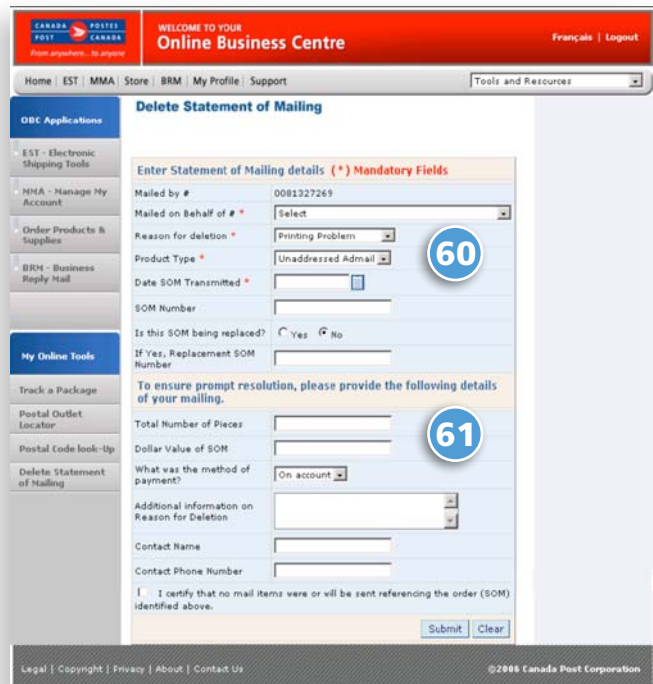 CANADA POSTES
POST CANADA
From anywhere... to anyone
WELCOME TO YOUR
Online Business Centre
Français | Logout
Home | EST | MMA | Store | BRM | My Profile | Support
Tools and Resources
OBC Applications
EST - Electronic
Shipping Tools
MMA - Manage My
Account
Order Products &
Supplies
BRM - Business
Reply Mail
My Online Tools
Track a Package
Postal Outlet
Locator
Postal Code look-Up
Delete Statement
of Mailing
Delete Statement of Mailing
Enter Statement of Mailing details (*) Mandatory Fields
Mailed by # 0081327269
Mailed on Behalf of # * Select
Reason for deletion * Printing Problem
Product Type * Unaddressed Admail
60
Date SOM Transmitted *
SOM Number
Is this SOM being replaced? Yes No
If Yes, Replacement SOM
Number
To ensure prompt resolution, please provide the following details
of your mailing.
Total Number of Pieces
61
Dollar Value of SOM
What was the method of
payment? On account
Additional information on
Reason for Deletion
Contact Name
Contact Phone Number
I certify that no mail items were or will be sent referencing the order (SOM)
identified above.
Submit Clear
Legal | Copyright | Privacy | About | Contact Us
©2006 Canada Post Corporation